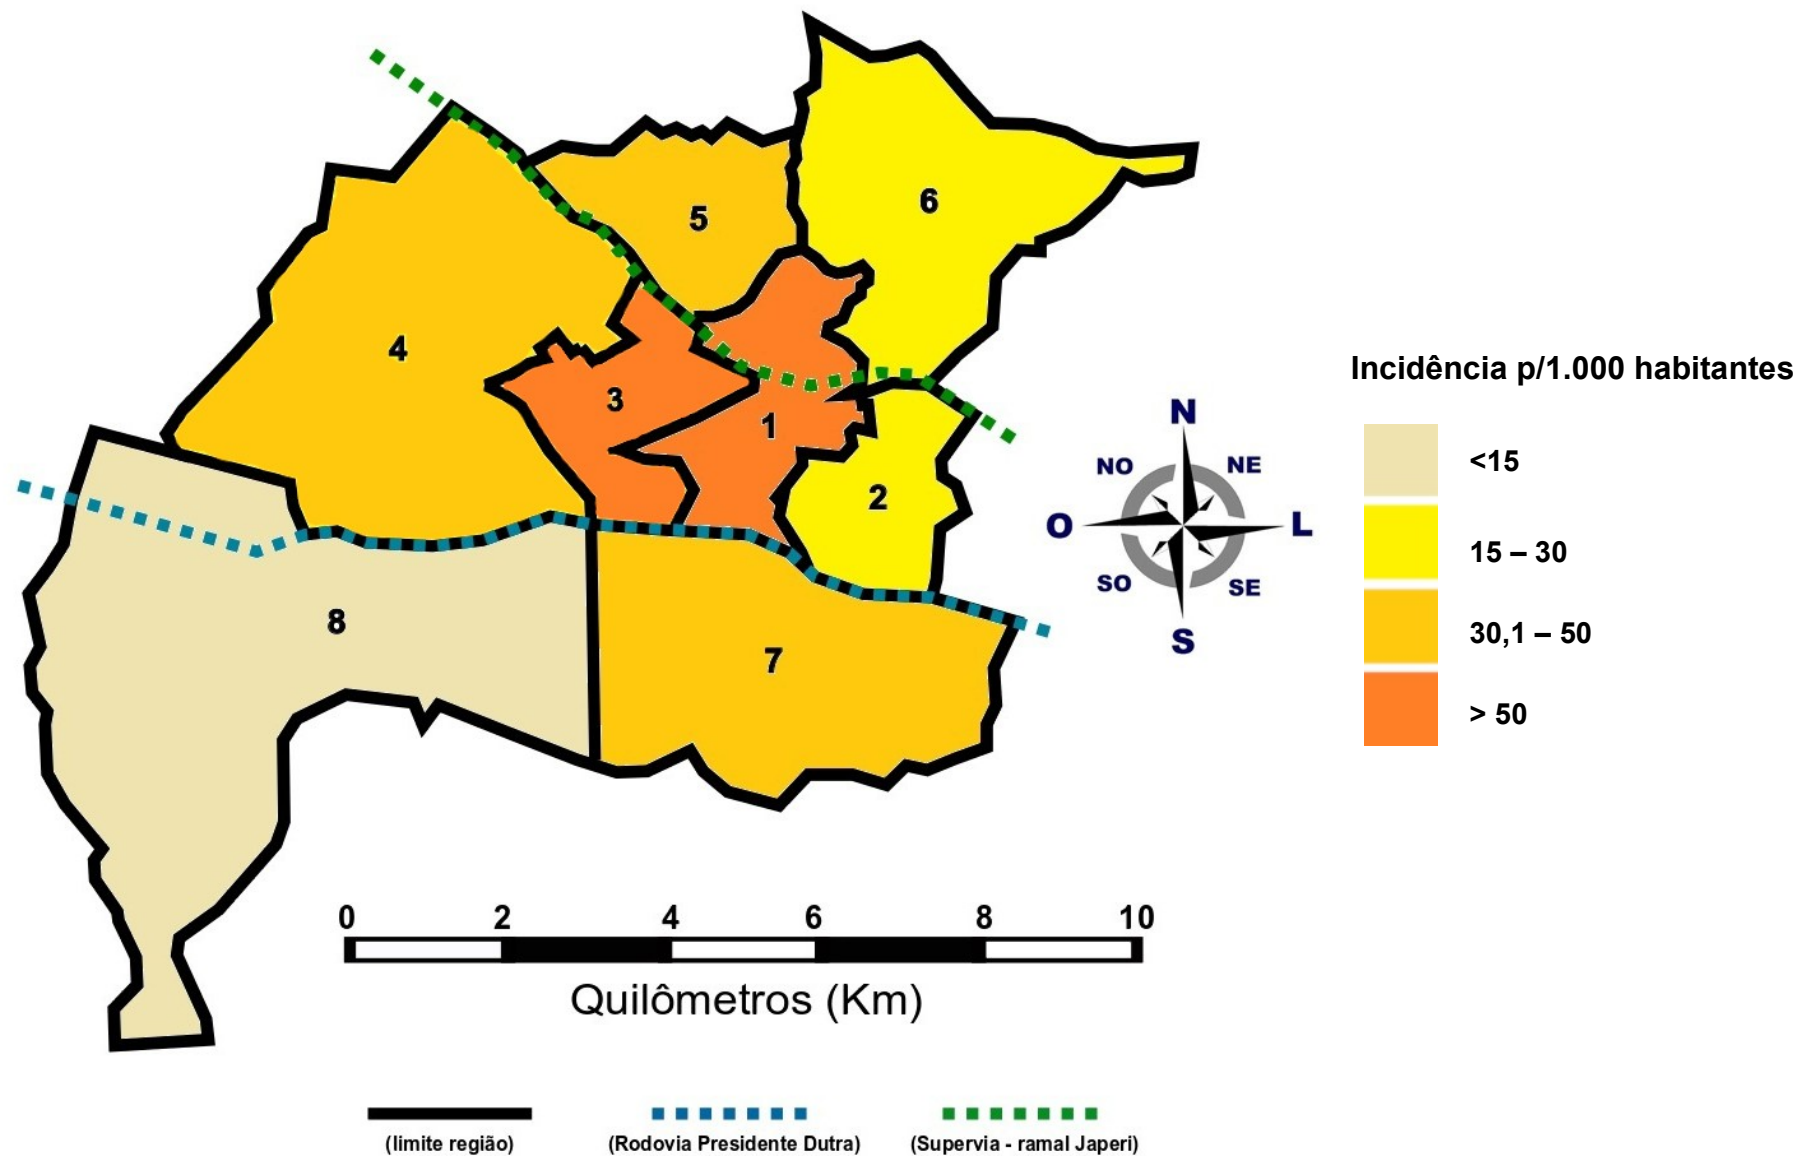 6
5
4
3
1
2
8
7
Incidência p/1.000 habitantes
<15
15 – 30
30,1 – 50
> 50
N
NO
NE
O
L
SO
SE
S
0 2 4 6 8 10
Quilômetros (Km)
(limite região) (Rodovia Presidente Dutra) (Supervia - ramal Japeri)